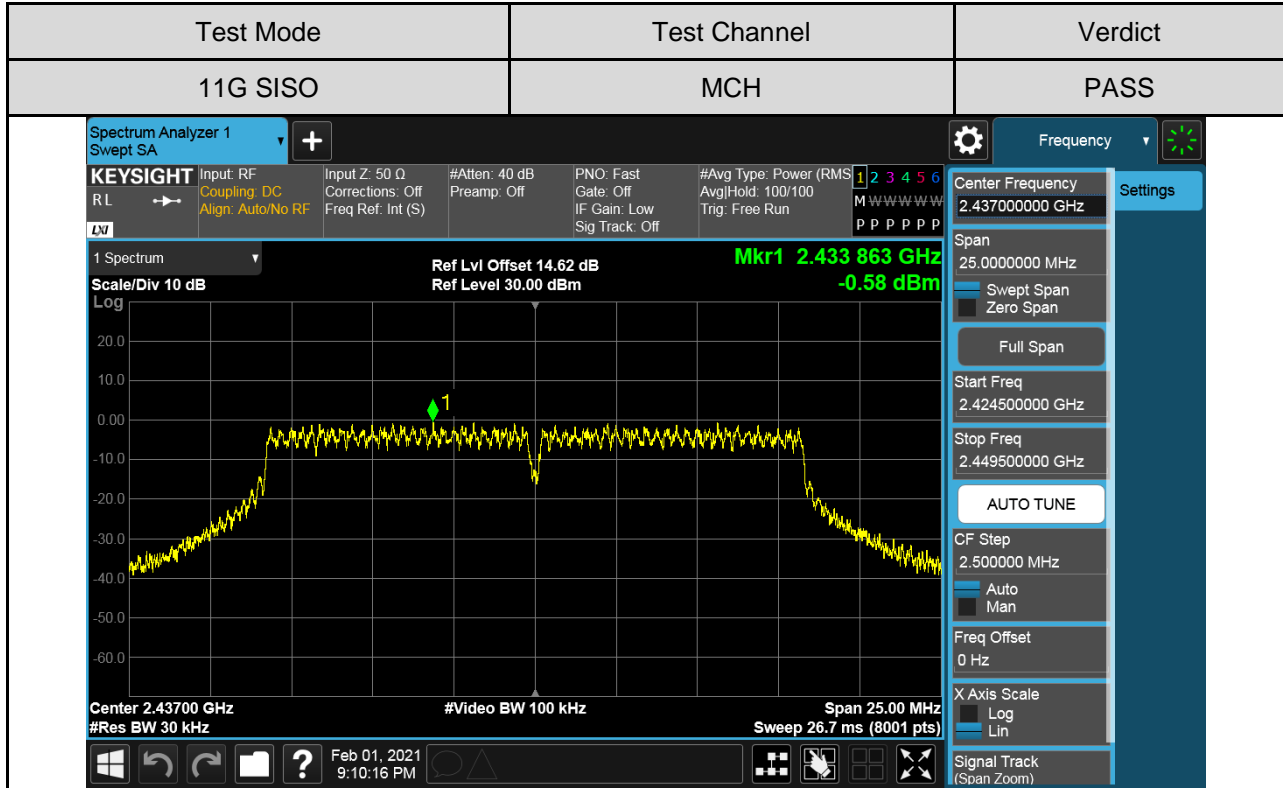 Test Mode Test Channel Verdict
11G SISO MCH PASS
Spectrum Analyzer 1
Swept SA
Frequency
KEYSIGHT
R L
LXI
Input: RF
Coupling: DC
Align: Auto/No RF
Input Z: 50 Ω
Corrections: Off
Freq Ref: Int (S)
#Atten: 40 dB
Preamp: Off
PNO: Fast
Gate: Off
IF Gain: Low
Sig Track: Off
#Avg Type: Power (RMS
Avg|Hold: 100/100
Trig: Free Run
1 2 3 4 5 6
M W W W W W
P P P P P P
1 Spectrum
Scale/Div 10 dB
Ref Lvl Offset 14.62 dB
Ref Level 30.00 dBm
Mkr1 2.433 863 GHz
-0.58 dBm
Log
20.0
10.0
0.00
-10.0
-20.0
-30.0
-40.0
-50.0
-60.0
1
Center 2.43700 GHz
#Res BW 30 kHz
#Video BW 100 kHz
Span 25.00 MHz
Sweep 26.7 ms (8001 pts)
Feb 01, 2021
9:10:16 PM
?
Center Frequency
2.437000000 GHz
Settings
Span
25.0000000 MHz
Swept Span
Zero Span
Full Span
Start Freq
2.424500000 GHz
Stop Freq
2.449500000 GHz
AUTO TUNE
CF Step
2.500000 MHz
Auto
Man
Freq Offset
0 Hz
X Axis Scale
Log
Lin
Signal Track
(Span Zoom)